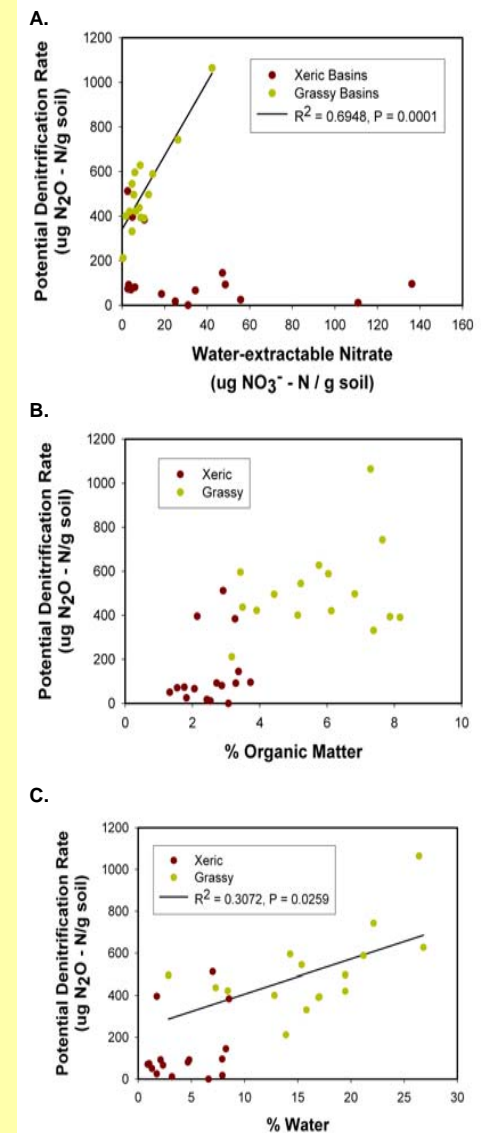 A.
1200
1000
800
600
400
200
0
Potential Denitrification Rate
(ug N2O - N/g soil)
Xeric Basins
Grassy Basins
R2 = 0.6948, P = 0.0001
0 20 40 60 80 100 120 140 160
Water-extractable Nitrate
(ug NO3- - N / g soil)
B.
1200
1000
800
600
400
200
0
Potential Denitrification Rate
(ug N2O - N/g soil)
Xeric
Grassy
0 2 4 6 8 10
% Organic Matter
C.
1200
1000
800
600
400
200
0
Potential Denitrification Rate
(ug N2O - N/g soil)
Xeric
Grassy
R2 = 0.3072, P = 0.0259
0 5 10 15 20 25 30
% Water